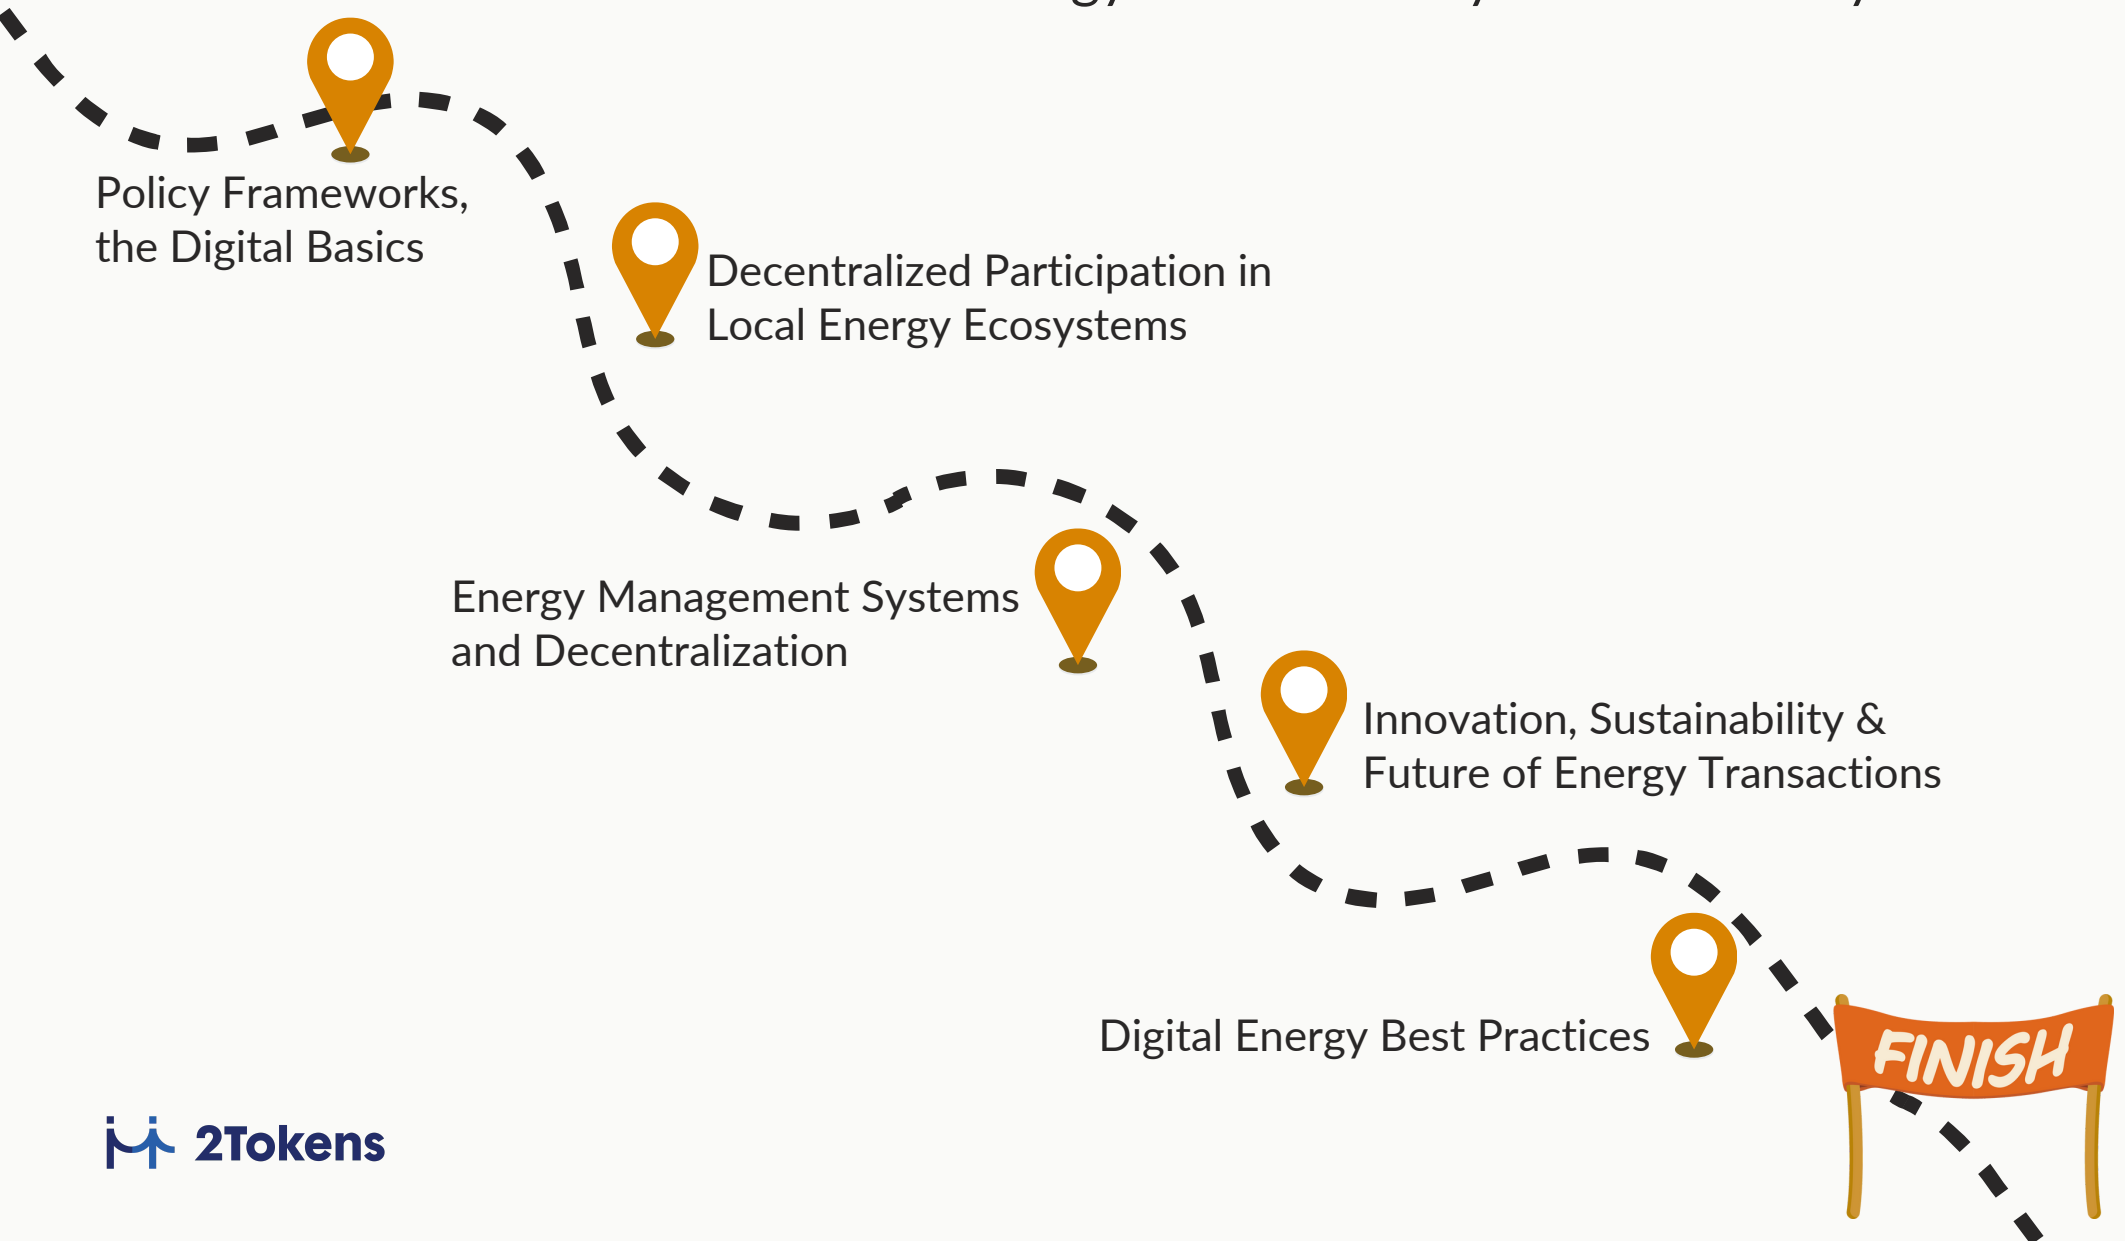 Policy Frameworks,
the Digital Basics
Decentralized Participation in
Local Energy Ecosystems
Energy Management Systems
and Decentralization
Innovation, Sustainability &
Future of Energy Transactions
Digital Energy Best Practices
FINISH
2Tokens